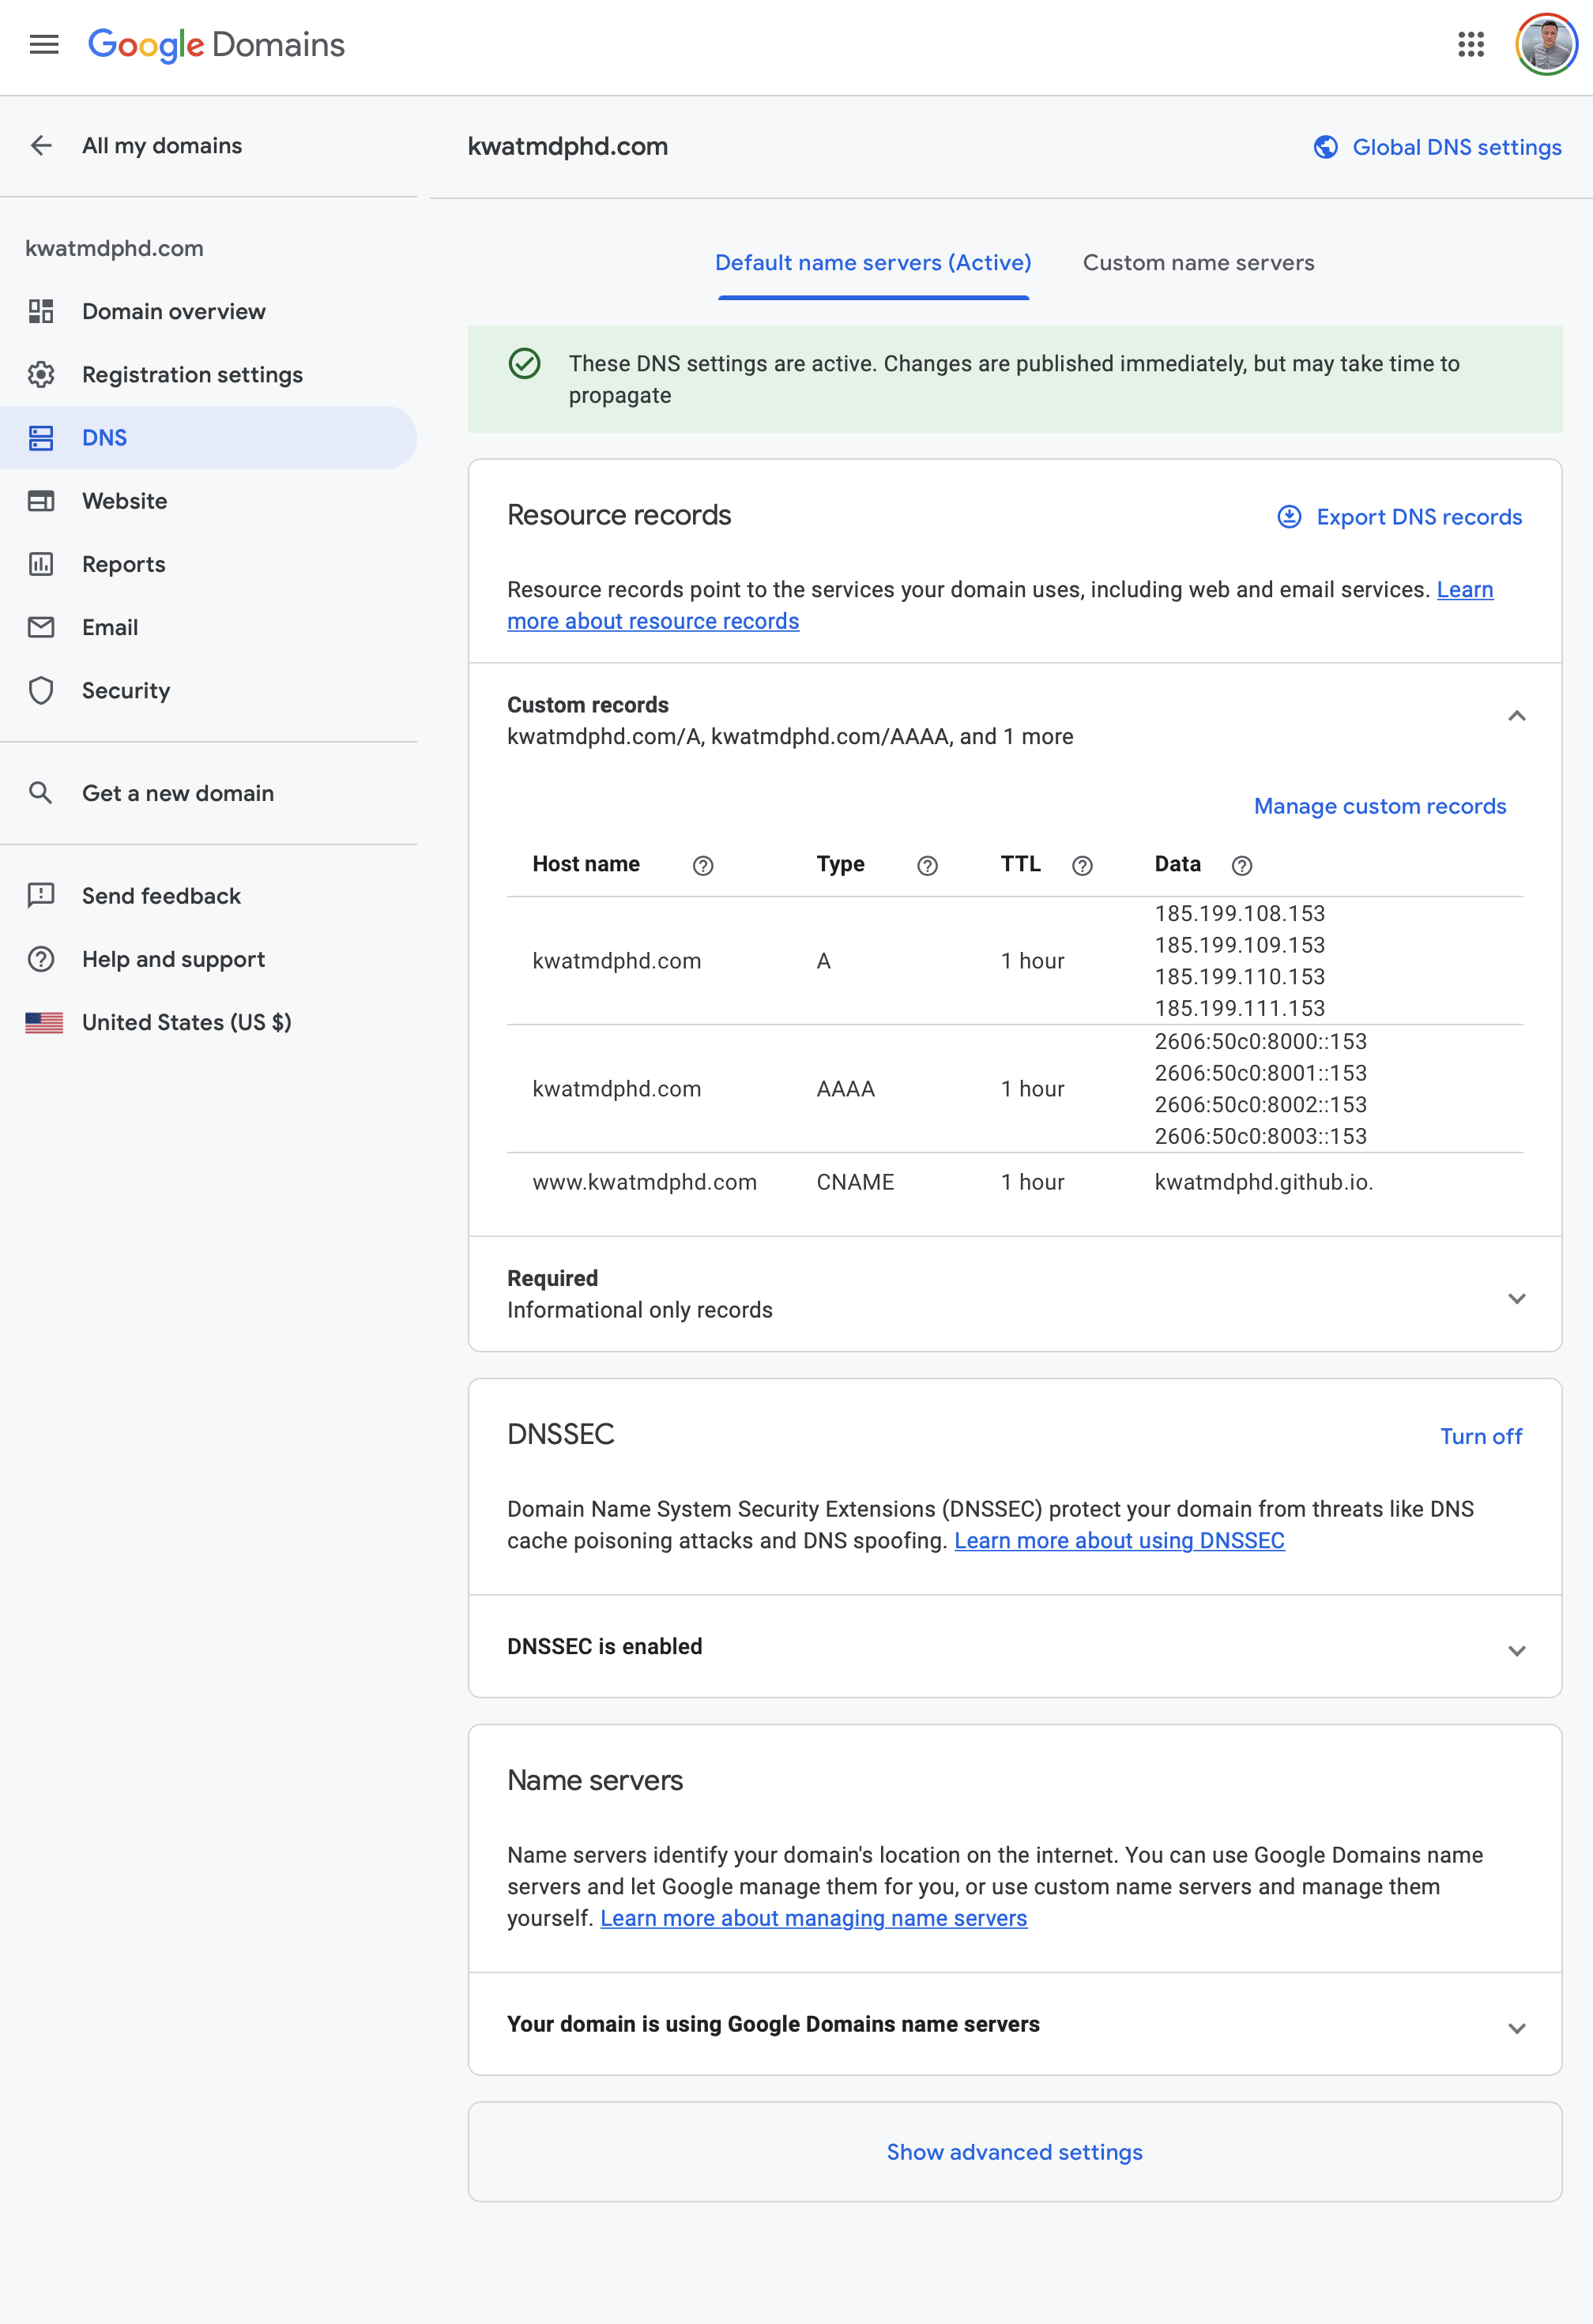 Google Domains
All my domains
kwatmdphd.com
Global DNS settings
kwatmdphd.com
Domain overview
Registration settings
DNS
Website
Reports
Email
Security
Get a new domain
Send feedback
Help and support
United States (US $)
Default name servers (Active)
Custom name servers
These DNS settings are active. Changes are published immediately, but may take time to
propagate
Resource records
Export DNS records
Resource records point to the services your domain uses, including web and email services. Learn
more about resource records
Custom records
kwatmdphd.com/A, kwatmdphd.com/AAAA, and 1 more
Manage custom records
Host name Type TTL Data
kwatmdphd.com A 1 hour
185.199.108.153
185.199.109.153
185.199.110.153
185.199.111.153
kwatmdphd.com AAAA 1 hour
2606:50c0:8000::153
2606:50c0:8001::153
2606:50c0:8002::153
2606:50c0:8003::153
www.kwatmdphd.com CNAME 1 hour kwatmdphd.github.io.
Required
Informational only records
DNSSEC
Turn off
Domain Name System Security Extensions (DNSSEC) protect your domain from threats like DNS
cache poisoning attacks and DNS spoofing. Learn more about using DNSSEC
DNSSEC is enabled
Name servers
Name servers identify your domain's location on the internet. You can use Google Domains name
servers and let Google manage them for you, or use custom name servers and manage them
yourself. Learn more about managing name servers
Your domain is using Google Domains name servers
Show advanced settings